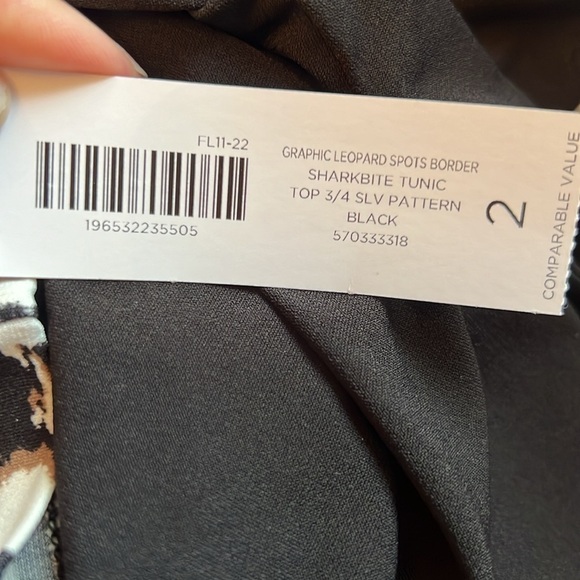 FL11-22
196532235505
GRAPHIC LEOPARD SPOTS BORDER
SHARKBITE TUNIC
TOP 3/4 SLV PATTERN
BLACK
570333318
2
COMPARABLE VALUE